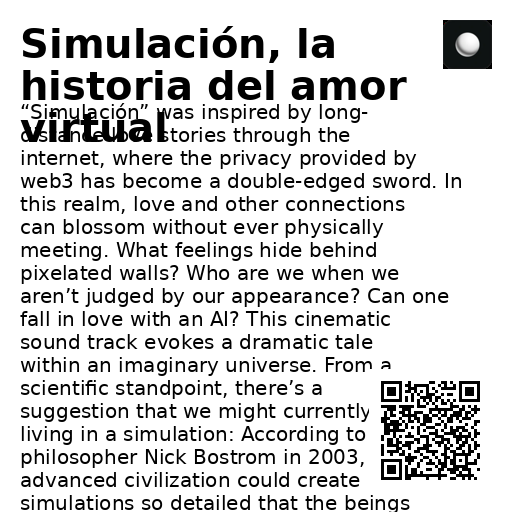 Simulación, la
historia del amor
virtual
“Simulación” was inspired by long-
distance love stories through the
internet, where the privacy provided by
web3 has become a double-edged sword. In
this realm, love and other connections
can blossom without ever physically
meeting. What feelings hide behind
pixelated walls? Who are we when we
aren’t judged by our appearance? Can one
fall in love with an AI? This cinematic
sound track evokes a dramatic tale
within an imaginary universe. From a
scientific standpoint, there’s a
suggestion that we might currently
living in a simulation: According to
philosopher Nick Bostrom in 2003,
advanced civilization could create
simulations so detailed that the beings